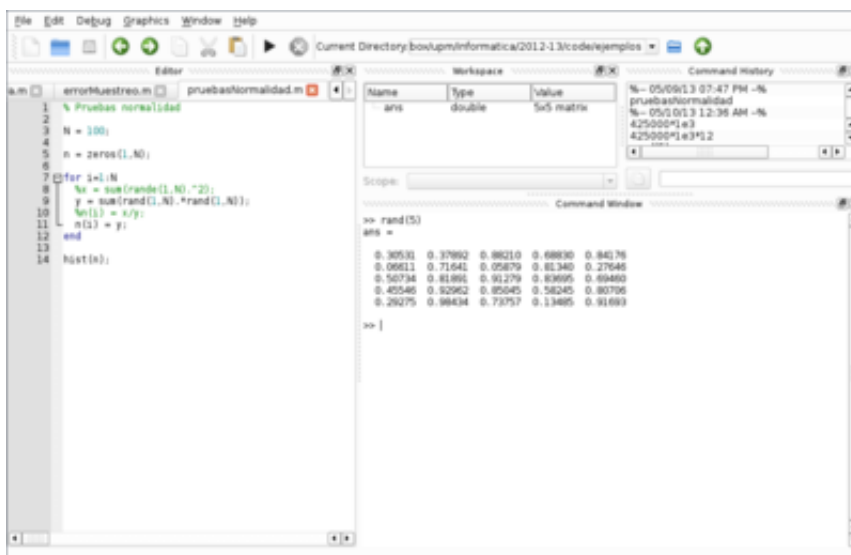 File Edit Debug Graphics Window Help
Current Directory:box/upm/informatica/2012-13/code/ejemplos
Editor
a.m errorMuestreo.m pruebasNormalidad.m
1 % Pruebas normalidad
2
3 N = 100;
4
5 n = zeros(1,N);
6
7 for i=1:N
8 %x = sum(rande(1,N).^2);
9 y = sum(rand(1,N).*rand(1,N));
10 %n(i) = x/y;
11 n(i) = y;
12 end
13
14 hist(n);
Workspace
Name Type Value
ans double 5x5 matrix
Scope:
Command History
%-- 05/09/13 07:47 PM --%
pruebasNormalidad
%-- 05/10/13 12:36 AM --%
425000*1e3
425000*1e3*12
Command Window
>> rand(5)
ans =
0.30531 0.37892 0.88210 0.68830 0.84176
0.06611 0.71641 0.05879 0.81340 0.27646
0.50734 0.81891 0.91279 0.83695 0.69460
0.45546 0.92962 0.85045 0.58245 0.80706
0.29275 0.98434 0.73757 0.13485 0.91693
>>